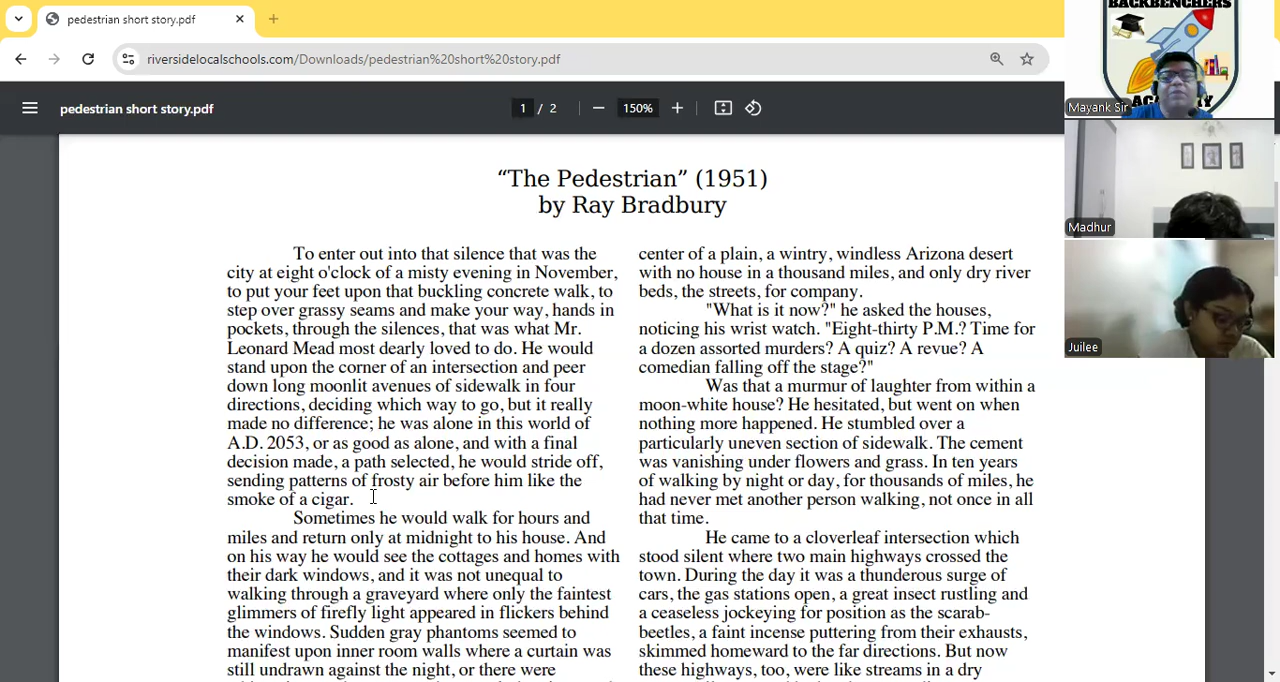 pedestrian short story.pdf
riversidelocalschools.com/Downloads/pedestrian%20short%20story.pdf
BACKBENCHERS
ACADEMY
Mayank Sir
Madhur
Juilee
pedestrian short story.pdf
1 / 2
150%
“The Pedestrian” (1951)
by Ray Bradbury
To enter out into that silence that was the
city at eight o'clock of a misty evening in November,
to put your feet upon that buckling concrete walk, to
step over grassy seams and make your way, hands in
pockets, through the silences, that was what Mr.
Leonard Mead most dearly loved to do. He would
stand upon the corner of an intersection and peer
down long moonlit avenues of sidewalk in four
directions, deciding which way to go, but it really
made no difference; he was alone in this world of
A.D. 2053, or as good as alone, and with a final
decision made, a path selected, he would stride off,
sending patterns of frosty air before him like the
smoke of a cigar.
Sometimes he would walk for hours and
miles and return only at midnight to his house. And
on his way he would see the cottages and homes with
their dark windows, and it was not unequal to
walking through a graveyard where only the faintest
glimmers of firefly light appeared in flickers behind
the windows. Sudden gray phantoms seemed to
manifest upon inner room walls where a curtain was
still undrawn against the night, or there were
center of a plain, a wintry, windless Arizona desert
with no house in a thousand miles, and only dry river
beds, the streets, for company.
"What is it now?" he asked the houses,
noticing his wrist watch. "Eight-thirty P.M.? Time for
a dozen assorted murders? A quiz? A revue? A
comedian falling off the stage?"
Was that a murmur of laughter from within a
moon-white house? He hesitated, but went on when
nothing more happened. He stumbled over a
particularly uneven section of sidewalk. The cement
was vanishing under flowers and grass. In ten years
of walking by night or day, for thousands of miles, he
had never met another person walking, not once in all
that time.
He came to a cloverleaf intersection which
stood silent where two main highways crossed the
town. During the day it was a thunderous surge of
cars, the gas stations open, a great insect rustling and
a ceaseless jockeying for position as the scarab-
beetles, a faint incense puttering from their exhausts,
skimmed homeward to the far directions. But now
these highways, too, were like streams in a dry